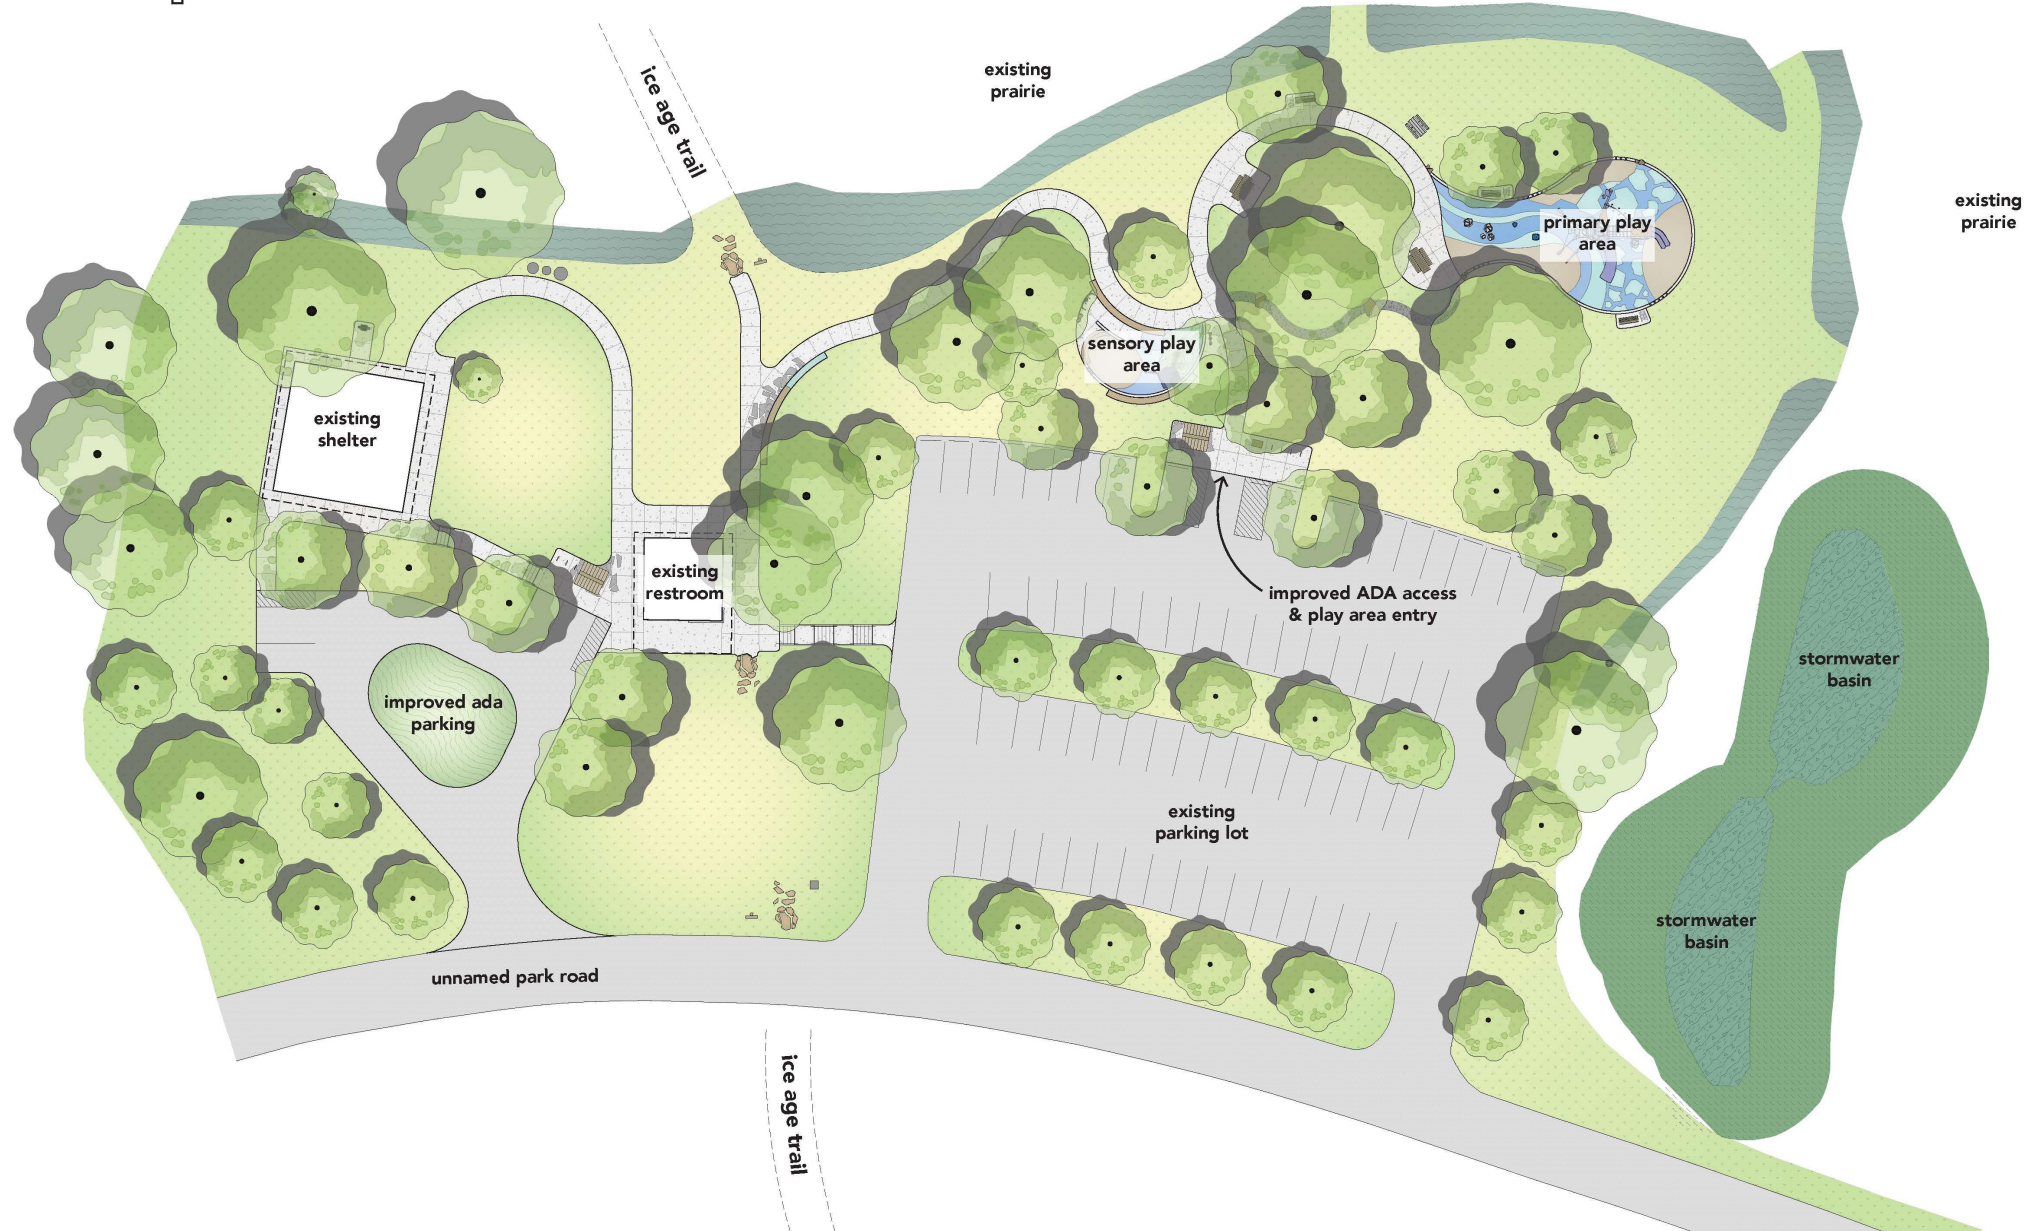 ice age trail
existing
prairie
existing
prairie
primary play
area
sensory play
area
existing
shelter
existing
restroom
improved ADA access
& play area entry
improved ada
parking
stormwater
basin
existing
parking lot
stormwater
basin
unnamed park road
ice age trail